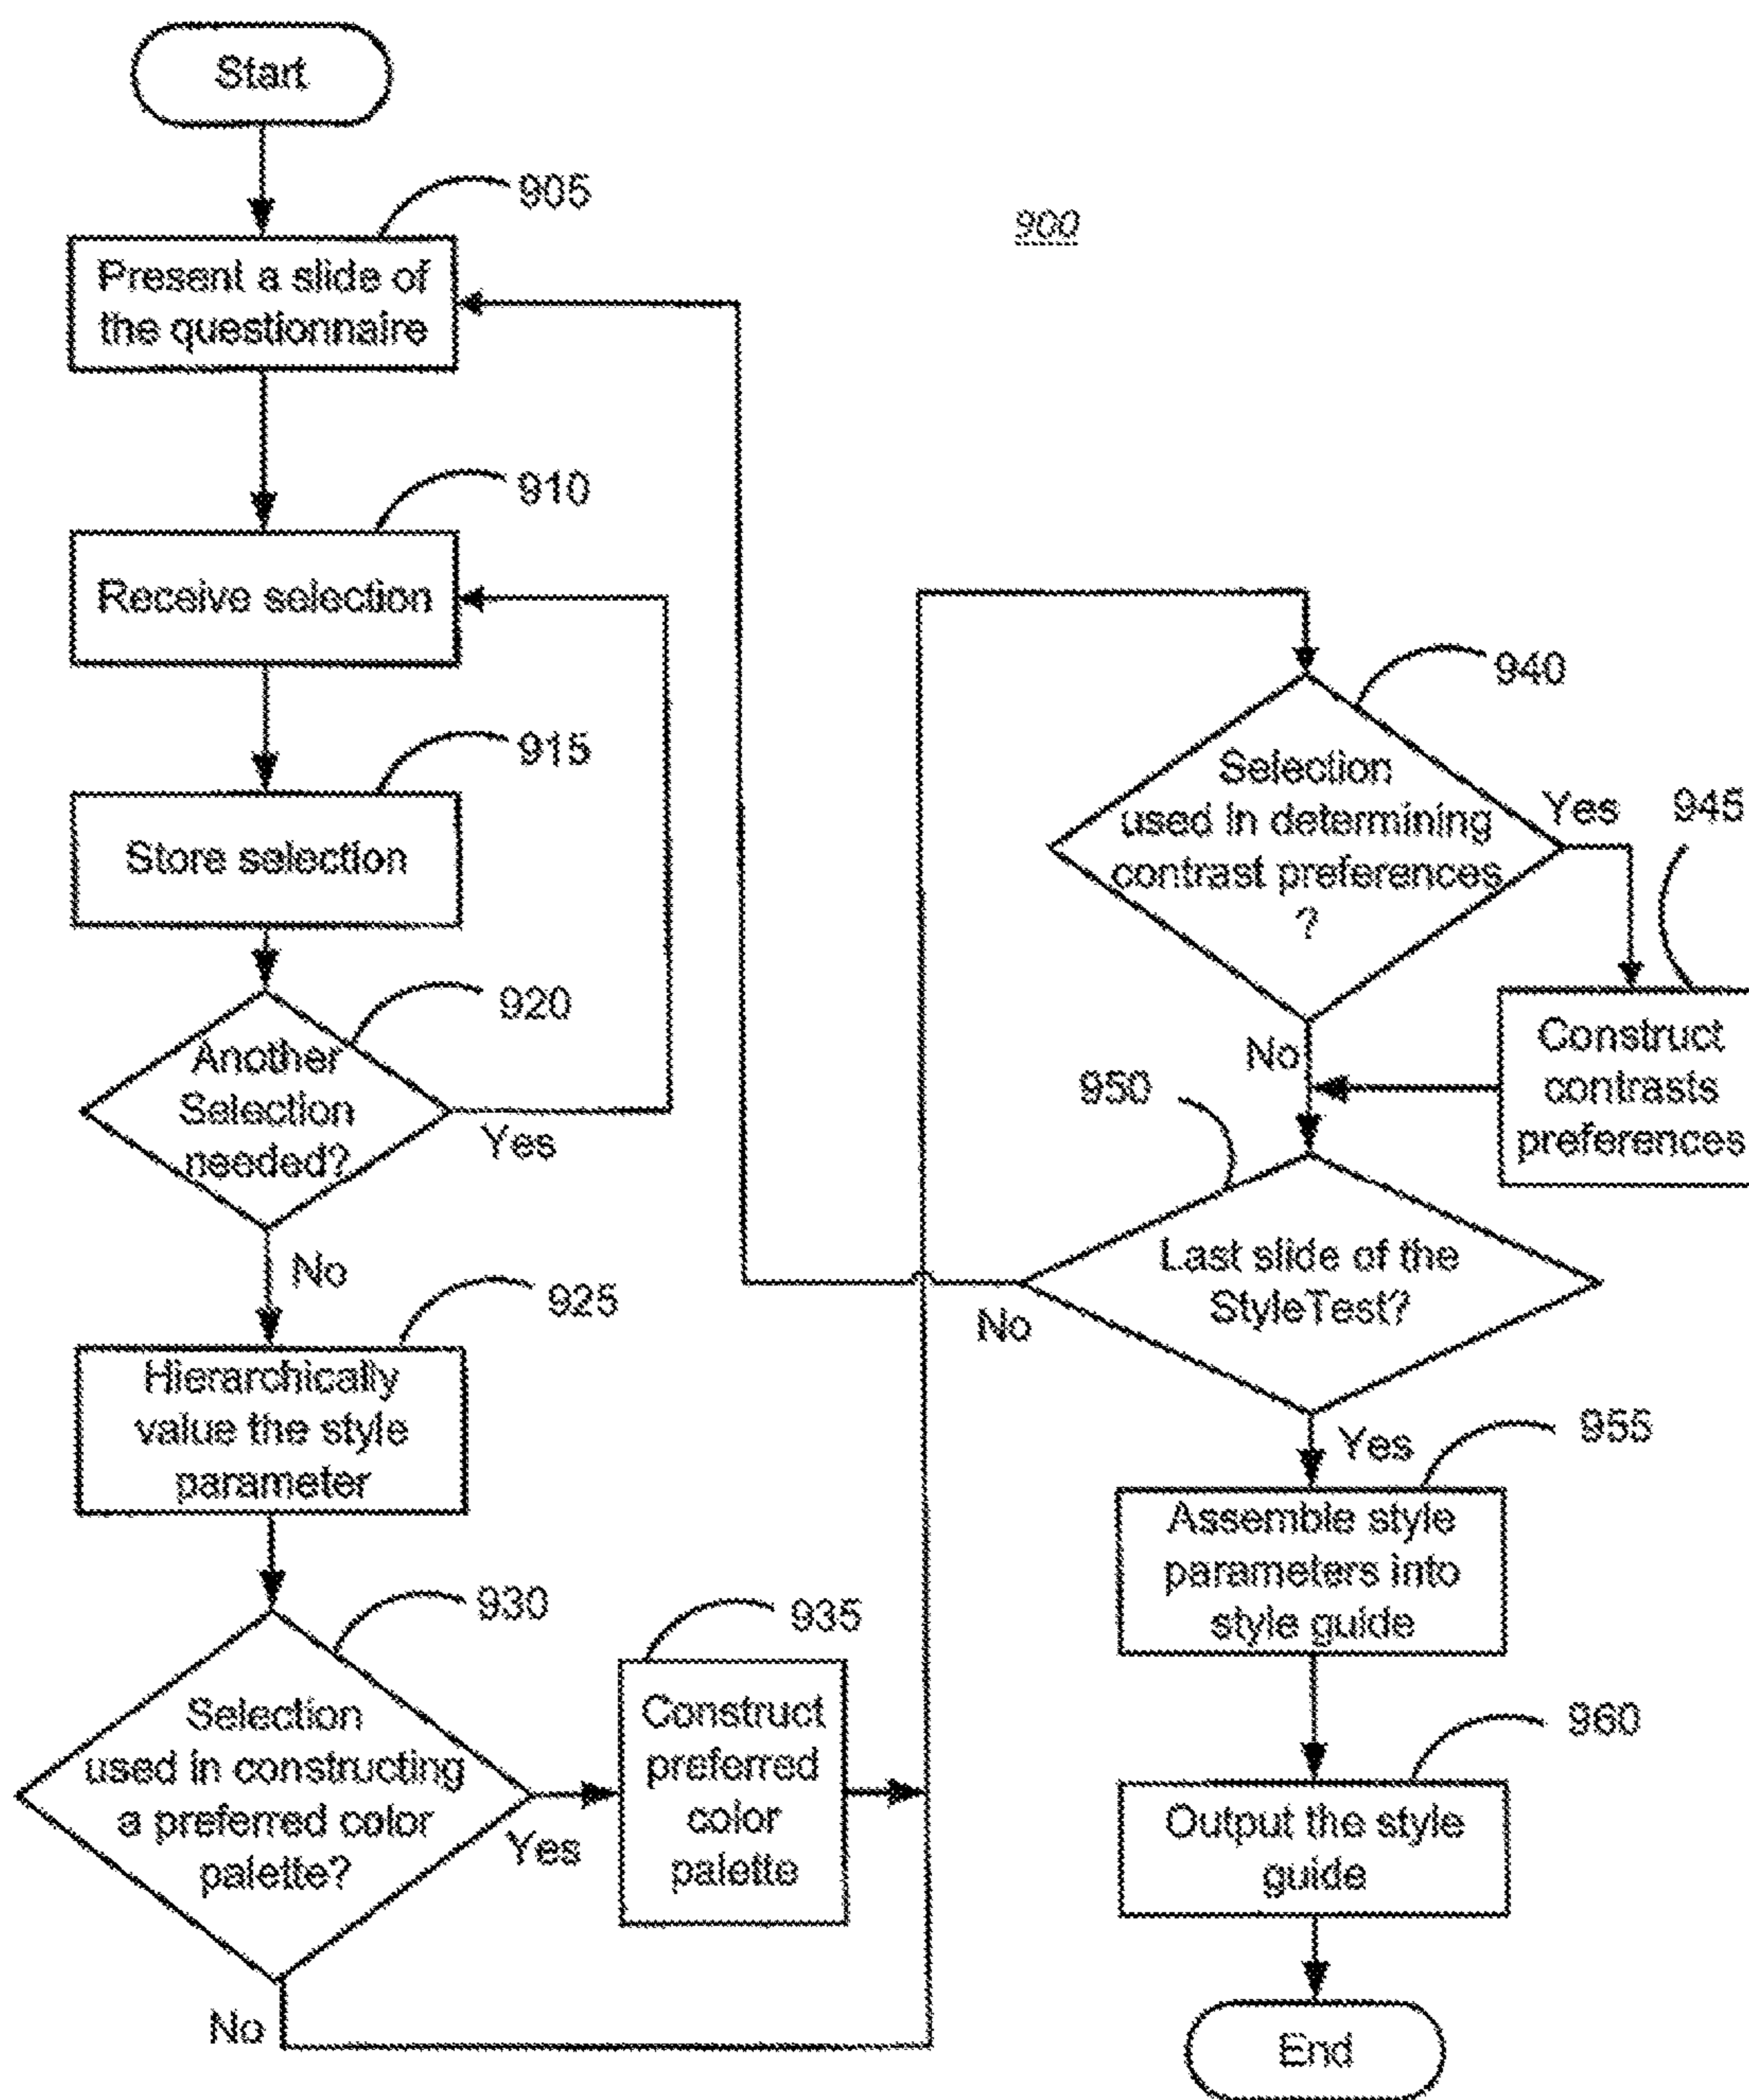 Start
905
900
Present a slide of
the questionnaire
910
Receive selection
915
Store selection
920
Another
Selection
needed?
Yes
No
925
Hierarchically
value the style
parameter
930
Selection
used in constructing
a preferred color
palette?
Yes
No
935
Construct
preferred
color
palette
940
Selection
used in determining
contrast preferences
?
Yes
No
945
Construct
contrasts
preferences
950
Last slide of the
StyleTest?
No
Yes
955
Assemble style
parameters into
style guide
960
Output the style
guide
End